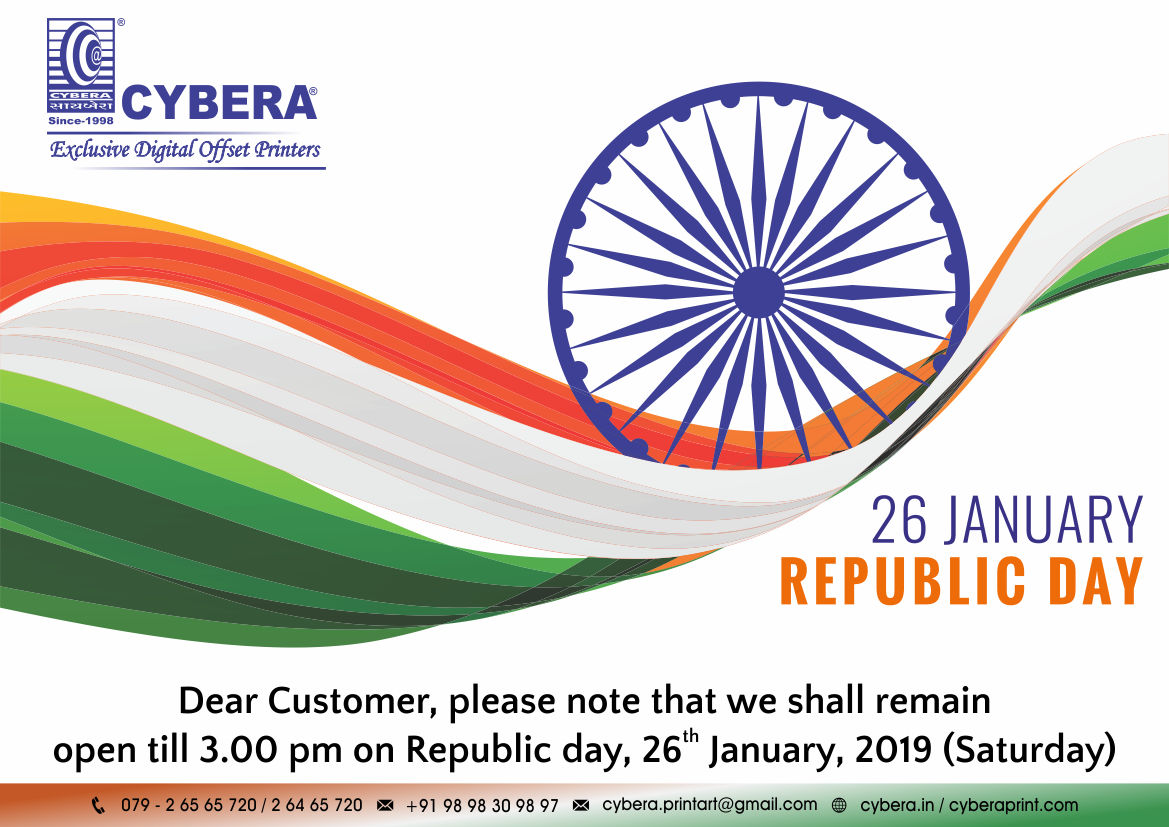 ®
CYBERA
સાયબેરા
Since-1998
CYBERA®
Exclusive Digital Offset Printers
26 JANUARY
REPUBLIC DAY
Dear Customer, please note that we shall remain
open till 3.00 pm on Republic day, 26th January, 2019 (Saturday)
079 - 2 65 65 720 / 2 64 65 720 +91 98 98 30 98 97 cybera.printart@gmail.com cybera.in / cyberaprint.com